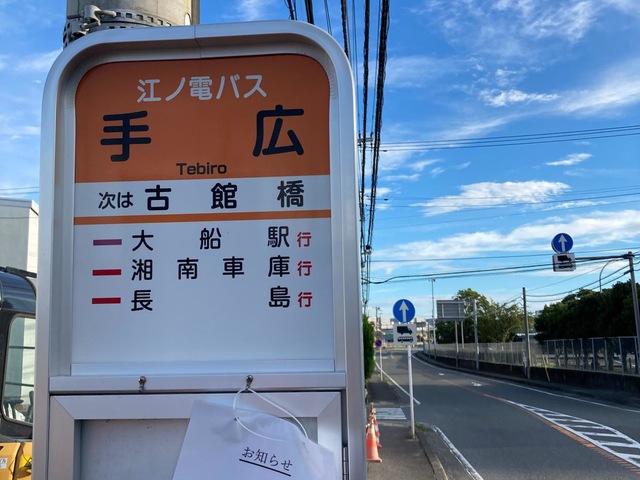 江ノ電バス
手広
Tebiro
次は 古館橋
大船駅行
湘南車庫行
長島行
お知らせ